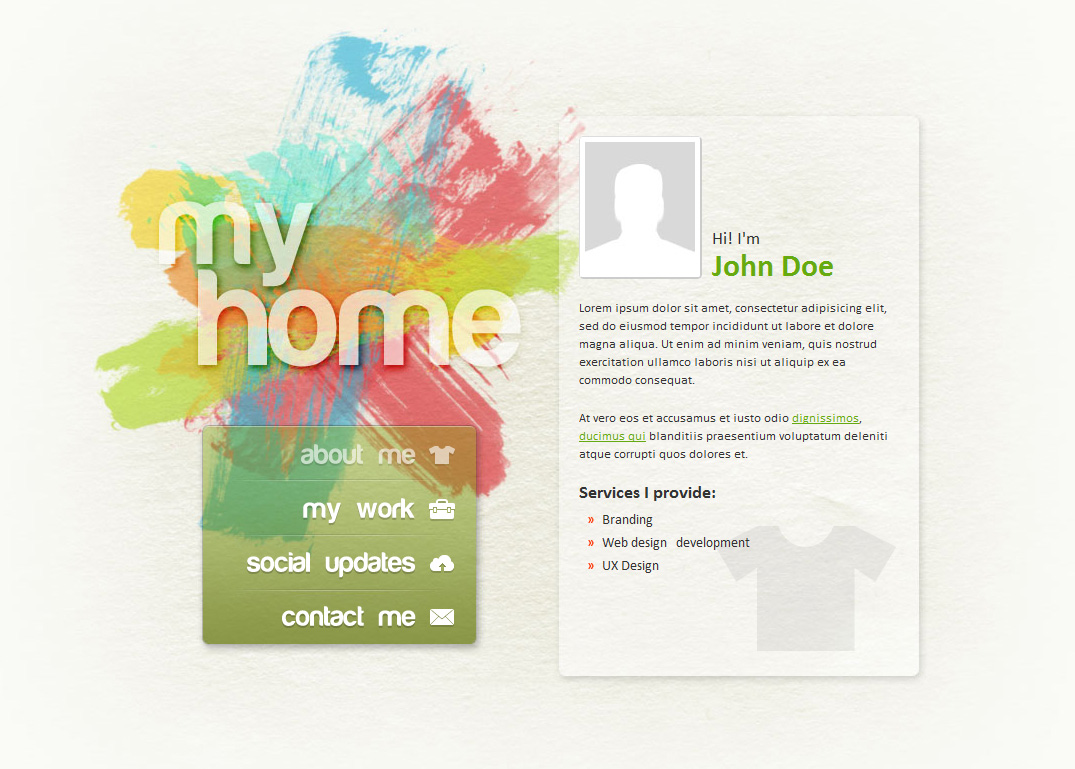 my
home
about me
my work
social updates
contact me
Hi! I'm
John Doe
Lorem ipsum dolor sit amet, consectetur adipisicing elit,
sed do eiusmod tempor incididunt ut labore et dolore
magna aliqua. Ut enim ad minim veniam, quis nostrud
exercitation ullamco laboris nisi ut aliquip ex ea
commodo consequat.
At vero eos et accusamus et iusto odio dignissimos,
ducimus qui blanditiis praesentium voluptatum deleniti
atque corrupti quos dolores et.
Services I provide:
» Branding
» Web design development
» UX Design